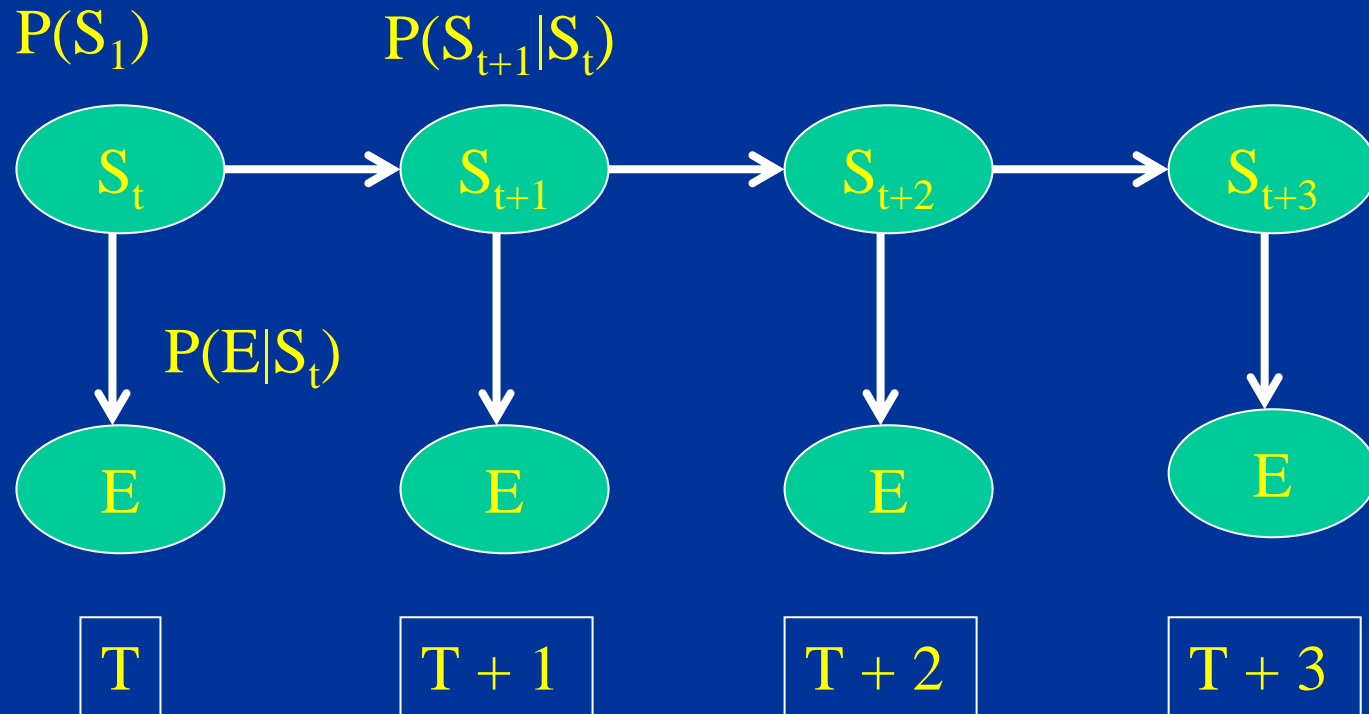 P(S₁) P(Sₜ₊₁|Sₜ)
Sₜ Sₜ₊₁ Sₜ₊₂ Sₜ₊₃
P(E|Sₜ)
E E E E
T T + 1 T + 2 T + 3